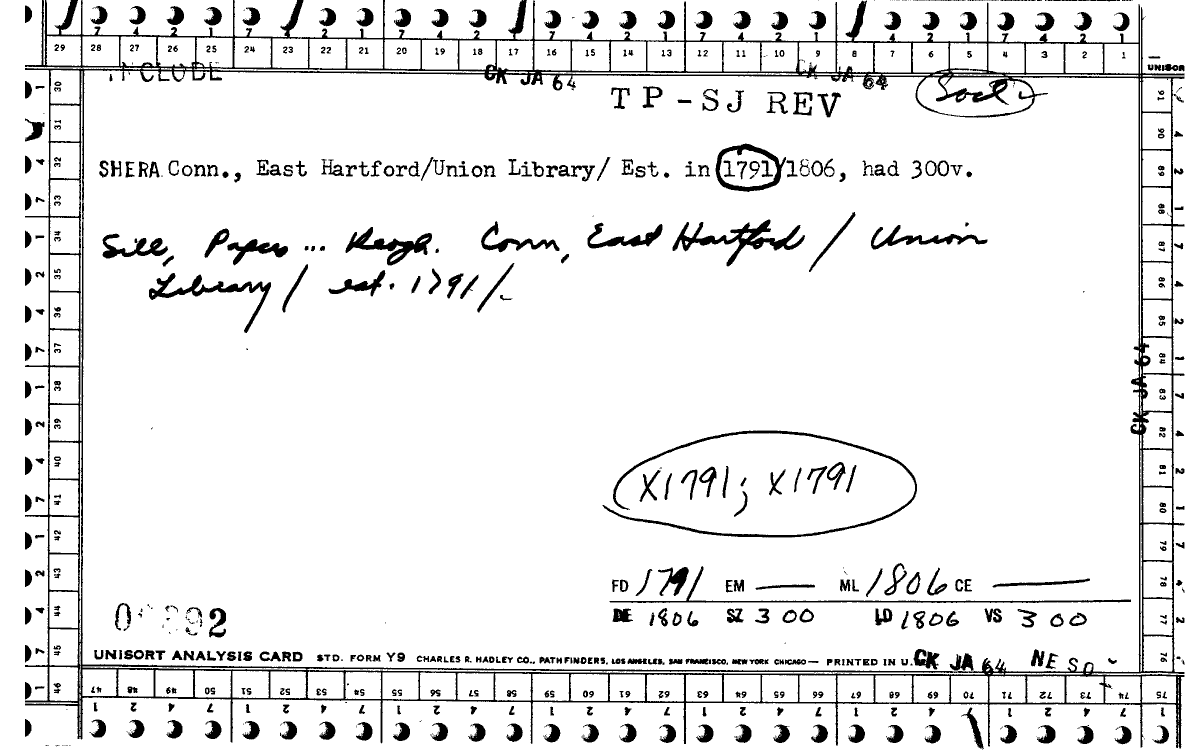 7 4 2 1 7 4 2 1 7 4 2 1 7 4 2 1 7 4 2 1 7 4 2 1 7 4 2 1
29 28 27 26 25 24 23 22 21 20 19 18 17 16 15 14 13 12 11 10 9 8 7 6 5 4 3 2 1
UNISOR
INCLUDE CK JA 64 CK JA 64
TP-SJ REV Socl
SHERA Conn., East Hartford/Union Library/ Est. in 1791/1806, had 300v.
Sill, Papers ... Keogh. Conn, East Hartford / Union
Library / est. 1791/.
X1791; X1791
FD 1791 EM — ML 1806 CE —
DE 1806 SZ 300 LD 1806 VS 300
UNISORT ANALYSIS CARD STD. FORM Y9 CHARLES R. HADLEY CO., PATHFINDERS, LOS ANGELES, SAN FRANCISCO, NEW YORK CHICAGO — PRINTED IN U. CK JA 64 NE SO
30 31 32 33 34 35 36 37 38 39 40 41 42 43 44 45 46
91 90 89 88 87 86 85 84 83 82 81 80 79 78 77 76
CK JA 64
47 48 49 50 51 52 53 54 55 56 57 58 59 60 61 62 63 64 65 66 67 68 69 70 71 72 73 74 75
1 2 4 7 1 2 4 7 1 2 4 7 1 2 4 7 1 2 4 7 1 2 4 7 1 2 4 7 1